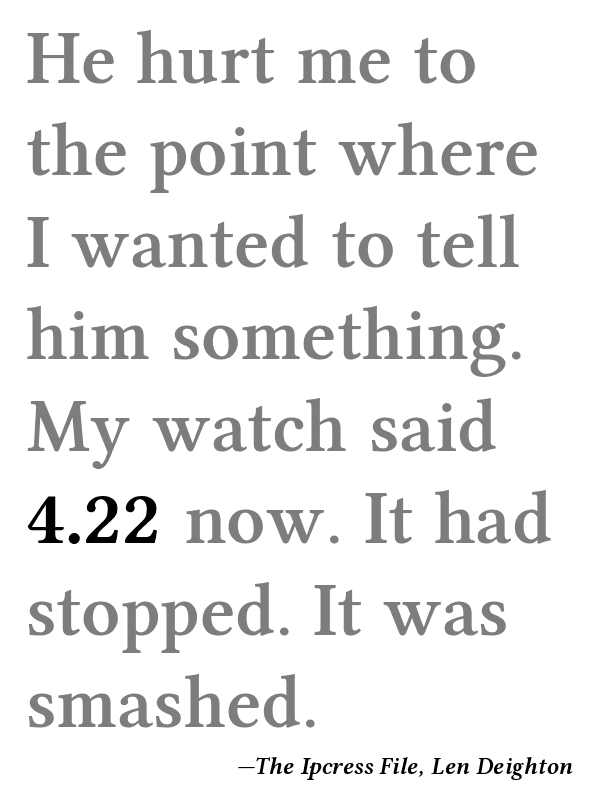 He hurt me to
the point where
I wanted to tell
him something.
My watch said
4.22 now. It had
stopped. It was
smashed.
—The Ipcress File, Len Deighton